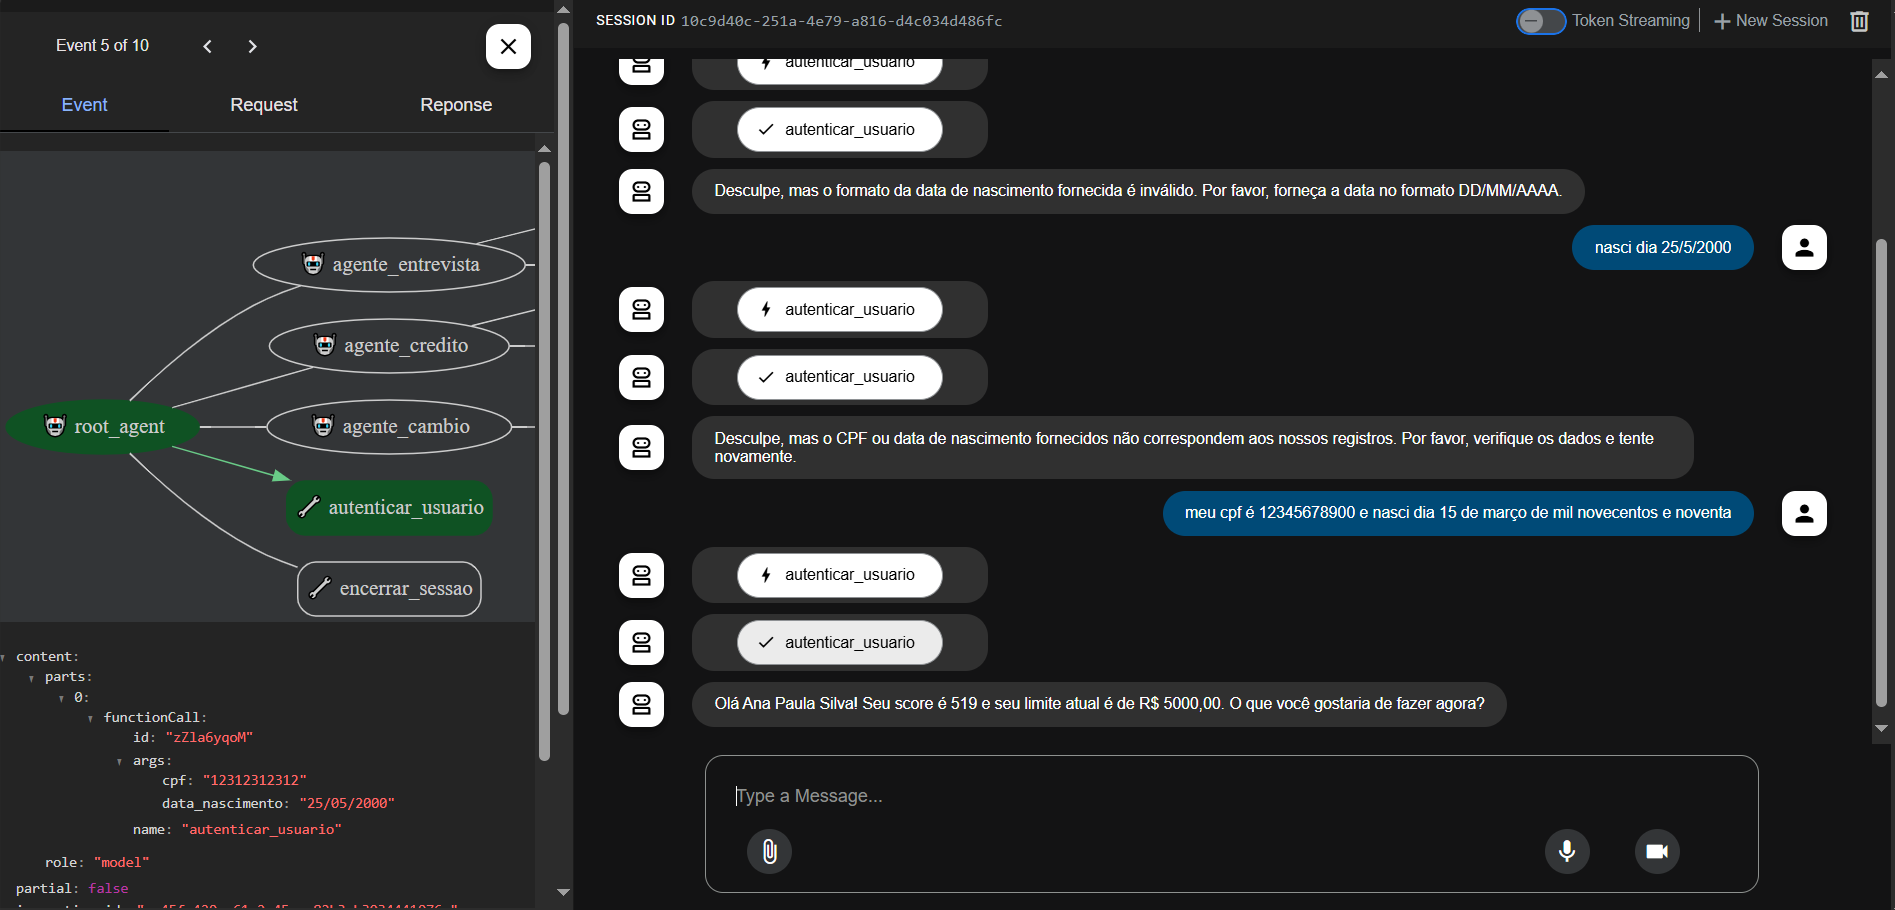 Event 5 of 10
Event Request Reponse
agente_entrevista
agente_credito
root_agent
agente_cambio
autenticar_usuario
encerrar_sessao
content:
parts:
0:
functionCall:
id: "zZla6yqoM"
args:
cpf: "12312312312"
data_nascimento: "25/05/2000"
name: "autenticar_usuario"
role: "model"
partial: false
SESSION ID 10c9d40c-251a-4e79-a816-d4c034d486fc
Token Streaming
New Session
autenticar_usuario
autenticar_usuario
Desculpe, mas o formato da data de nascimento fornecida é inválido. Por favor, forneça a data no formato DD/MM/AAAA.
nasci dia 25/5/2000
autenticar_usuario
autenticar_usuario
Desculpe, mas o CPF ou data de nascimento fornecidos não correspondem aos nossos registros. Por favor, verifique os dados e tente
novamente.
meu cpf é 12345678900 e nasci dia 15 de março de mil novecentos e noventa
autenticar_usuario
autenticar_usuario
Olá Ana Paula Silva! Seu score é 519 e seu limite atual é de R$ 5000,00. O que você gostaria de fazer agora?
Type a Message...